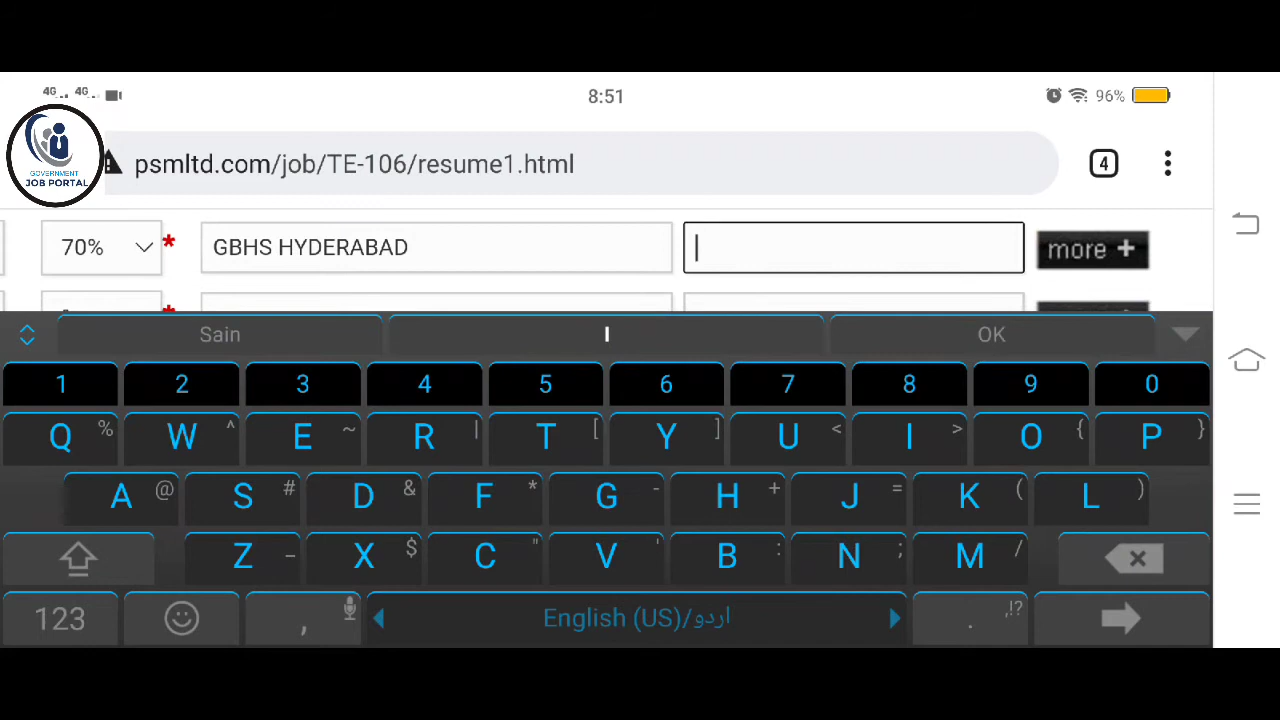 4G 4G 8:51 96%
GOVERNMENT
JOB PORTAL
psmltd.com/job/TE-106/resume1.html 4
70% * GBHS HYDERABAD more +
*
Sain I OK
1 2 3 4 5 6 7 8 9 0
Q % W ^ E ~ R | T [ Y ] U < I > O { P }
A @ S # D & F * G - H + J = K ( L )
Z _ X $ C " V ' B : N ; M /
123 , English (US)/اردو . ,!?